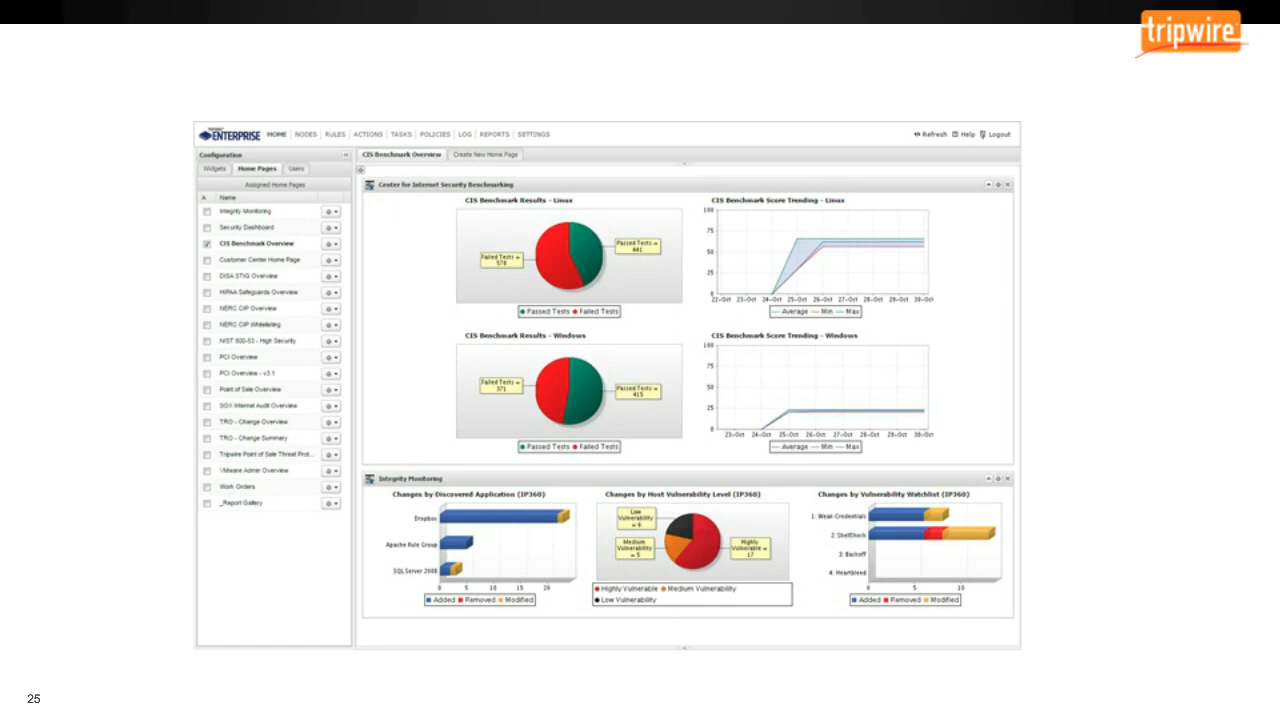 tripwire
ENTERPRISE HOME NODES RULES ACTIONS TASKS POLICIES LOG REPORTS SETTINGS Refresh Help Logout
Configuration
Widgets Home Pages Users
CIS Benchmark Overview Create New Home Page
Assigned Home Pages
A Name
Integrity Monitoring
Security Dashboard
CIS Benchmark Overview
Customer Center Home Page
DISA STIG Overview
HIPAA Safeguards Overview
NERC CIP Overview
NERC CIP Whitelisting
NIST 800-53 - High Security
PCI Overview
PCI Overview - v3.1
Point of Sale Overview
SOX Internal Audit Overview
TRO - Change Overview
TRO - Change Summary
Tripwire Point of Sale Threat Prot...
VMware Admin Overview
Work Orders
_Report Gallery
Center for Internet Security Benchmarking
CIS Benchmark Results - Linux
Failed Tests =
578
Passed Tests =
441
Passed Tests Failed Tests
CIS Benchmark Score Trending - Linux
100
75
50
25
0
22-Oct 23-Oct 24-Oct 25-Oct 26-Oct 27-Oct 28-Oct 29-Oct 30-Oct
Average Min Max
CIS Benchmark Results - Windows
Failed Tests =
371
Passed Tests =
415
Passed Tests Failed Tests
CIS Benchmark Score Trending - Windows
100
75
50
25
0
23-Oct 24-Oct 25-Oct 26-Oct 27-Oct 28-Oct 29-Oct 30-Oct
Average Min Max
Integrity Monitoring
Changes by Discovered Application (IP360)
Dropbox
Apache Role Group
SQL Server 2008
0 5 10 15 20
Added Removed Modified
Changes by Host Vulnerability Level (IP360)
Low
Vulnerability
= 6
Medium
Vulnerability
= 5
Highly
Vulnerable =
17
Highly Vulnerable Medium Vulnerability
Low Vulnerability
Changes by Vulnerability Watchlist (IP360)
1: Weak Credentials
2: ShellShock
3: Backoff
4: Heartbleed
0 5 10
Added Removed Modified
25